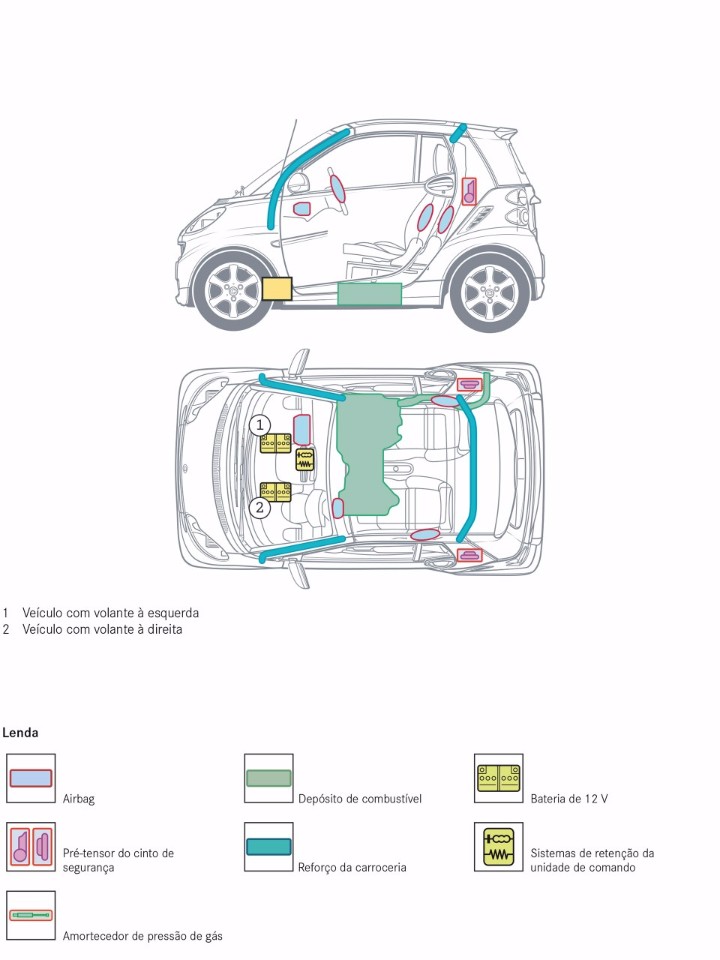 1
2
1 Veículo com volante à esquerda
2 Veículo com volante à direita
Lenda
Airbag
Depósito de combustível
Bateria de 12 V
Pré-tensor do cinto de
segurança
Reforço da carroceria
Sistemas de retenção da
unidade de comando
Amortecedor de pressão de gás